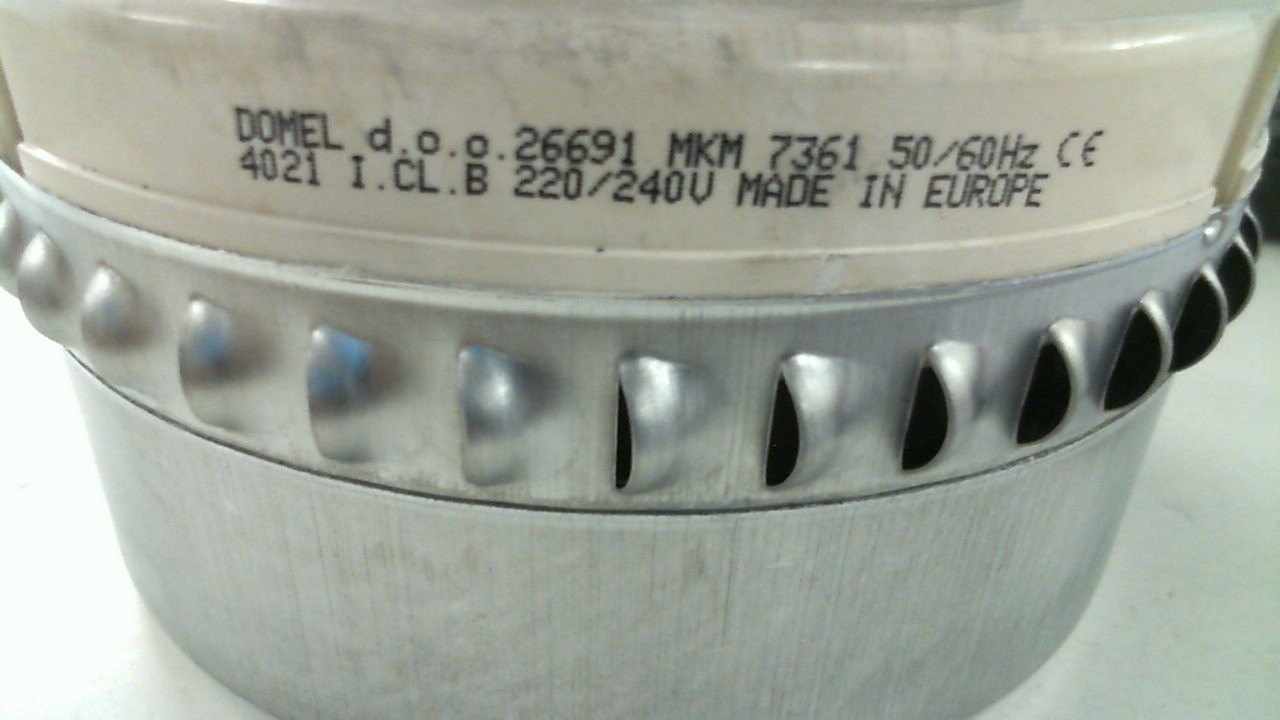 DOMEL d.o.o. 26691 MKM 7361 50/60Hz CE
4021 I.CL.B 220/240V MADE IN EUROPE